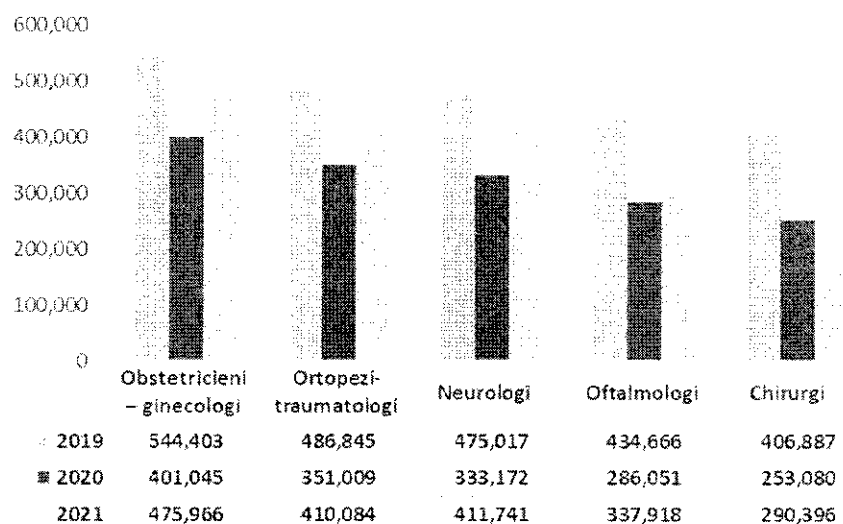 600,000
500,000
400,000
300,000
200,000
100,000
0
Obstetricieni – ginecologi
Ortopezi-traumatologi
Neurologi
Oftalmologi
Chirurgi
2019 544,403 486,845 475,017 434,666 406,887
2020 401,045 351,009 333,172 286,051 253,080
2021 475,966 410,084 411,741 337,918 290,396